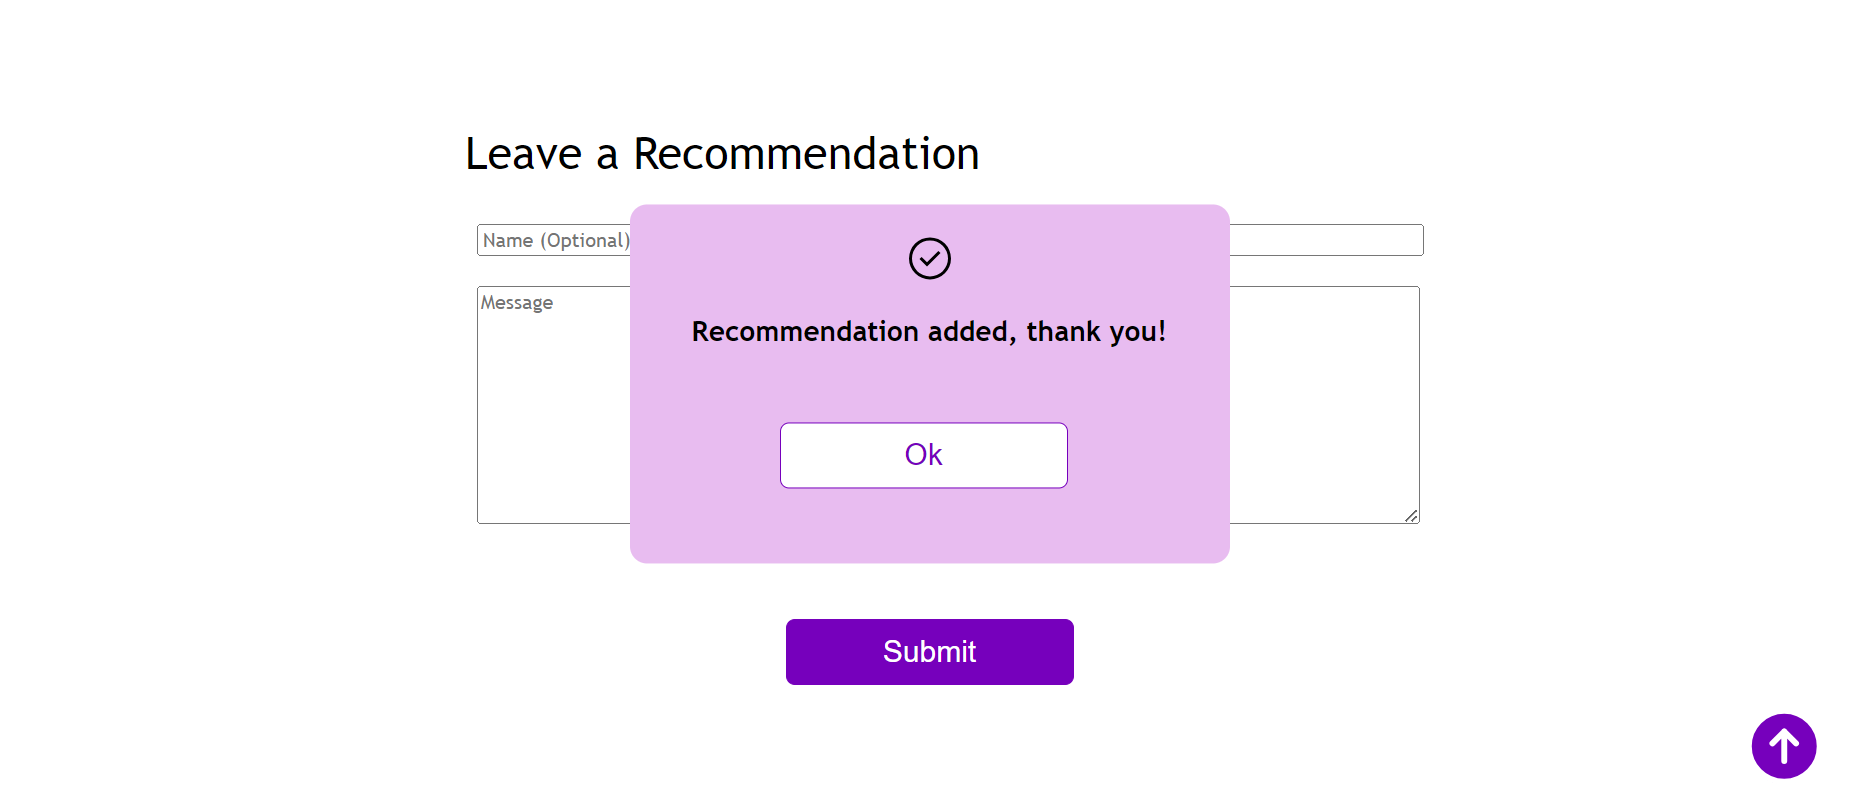 Leave a Recommendation
Name (Optional)
Message
Recommendation added, thank you!
Ok
Submit